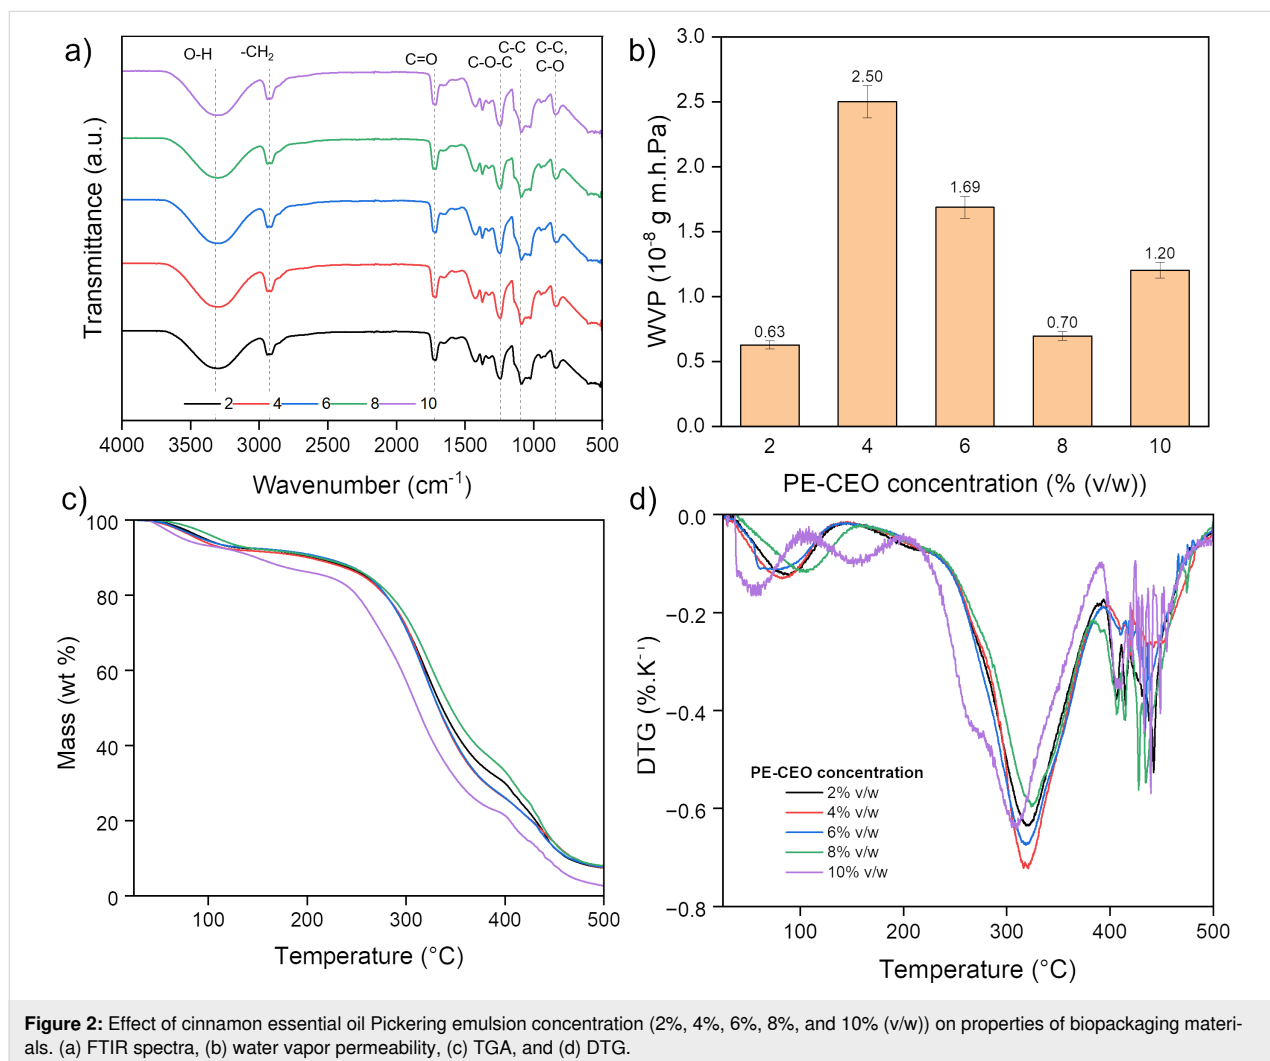 a)
O-H
-CH2
C=O
C-O-C
C-C
C-C,
C-O
Transmittance (a.u.)
2 4 6 8 10
4000 3500 3000 2500 2000 1500 1000 500
Wavenumber (cm-1)
b)
3.0
2.5
2.0
1.5
1.0
0.5
0.0
WVP (10-8 g m.h.Pa)
0.63
2.50
1.69
0.70
1.20
2 4 6 8 10
PE-CEO concentration (% (v/w))
c)
100
80
60
40
20
0
Mass (wt %)
100 200 300 400 500
Temperature (°C)
d)
0.0
−0.2
−0.4
−0.6
−0.8
DTG (%.K⁻¹)
PE-CEO concentration
2% v/w
4% v/w
6% v/w
8% v/w
10% v/w
100 200 300 400 500
Temperature (°C)
Figure 2: Effect of cinnamon essential oil Pickering emulsion concentration (2%, 4%, 6%, 8%, and 10% (v/w)) on properties of biopackaging materi-
als. (a) FTIR spectra, (b) water vapor permeability, (c) TGA, and (d) DTG.